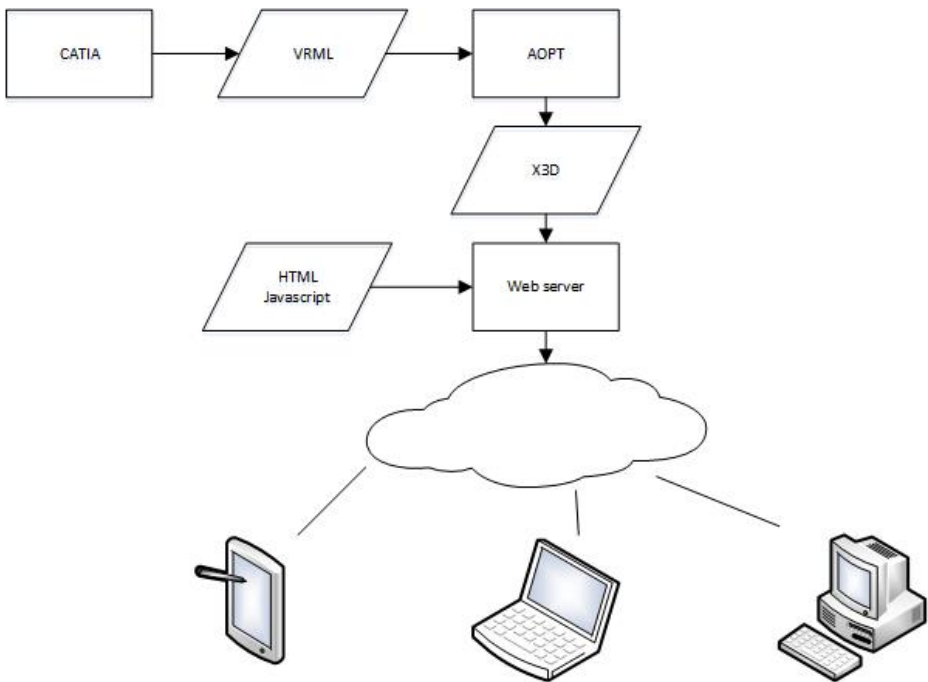 CATIA
VRML
AOPT
X3D
HTML
Javascript
Web server